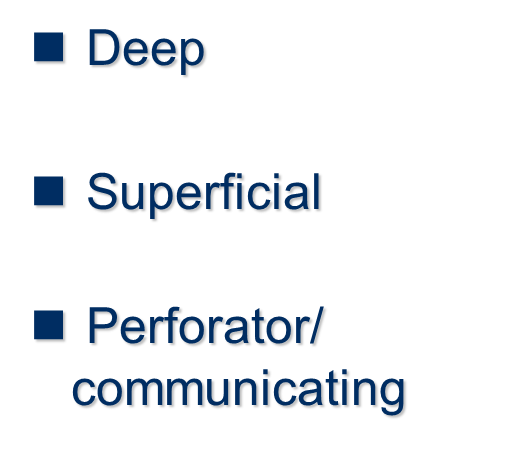 ■ Deep
■ Superficial
■ Perforator/
communicating